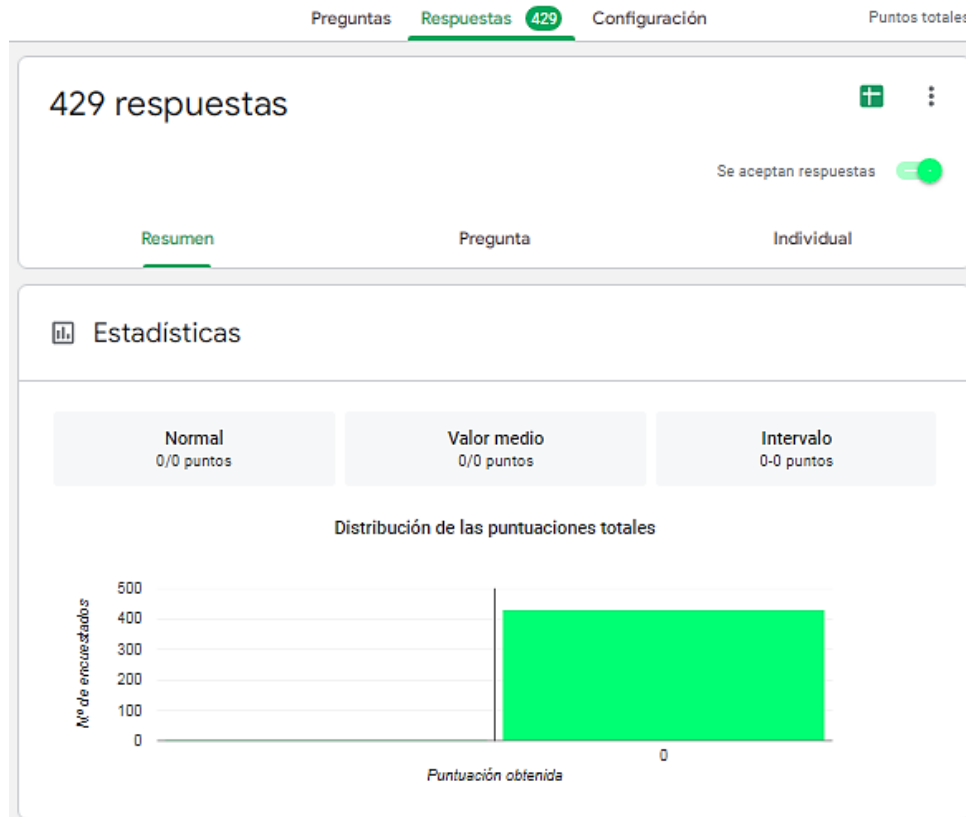 Preguntas Respuestas 429 Configuración Puntos totales
429 respuestas
Se aceptan respuestas
Resumen Pregunta Individual
Estadísticas
Normal Valor medio Intervalo
0/0 puntos 0/0 puntos 0-0 puntos
Distribución de las puntuaciones totales
500
400
300
200
100
0
N.º de encuestados
0
Puntuación obtenida